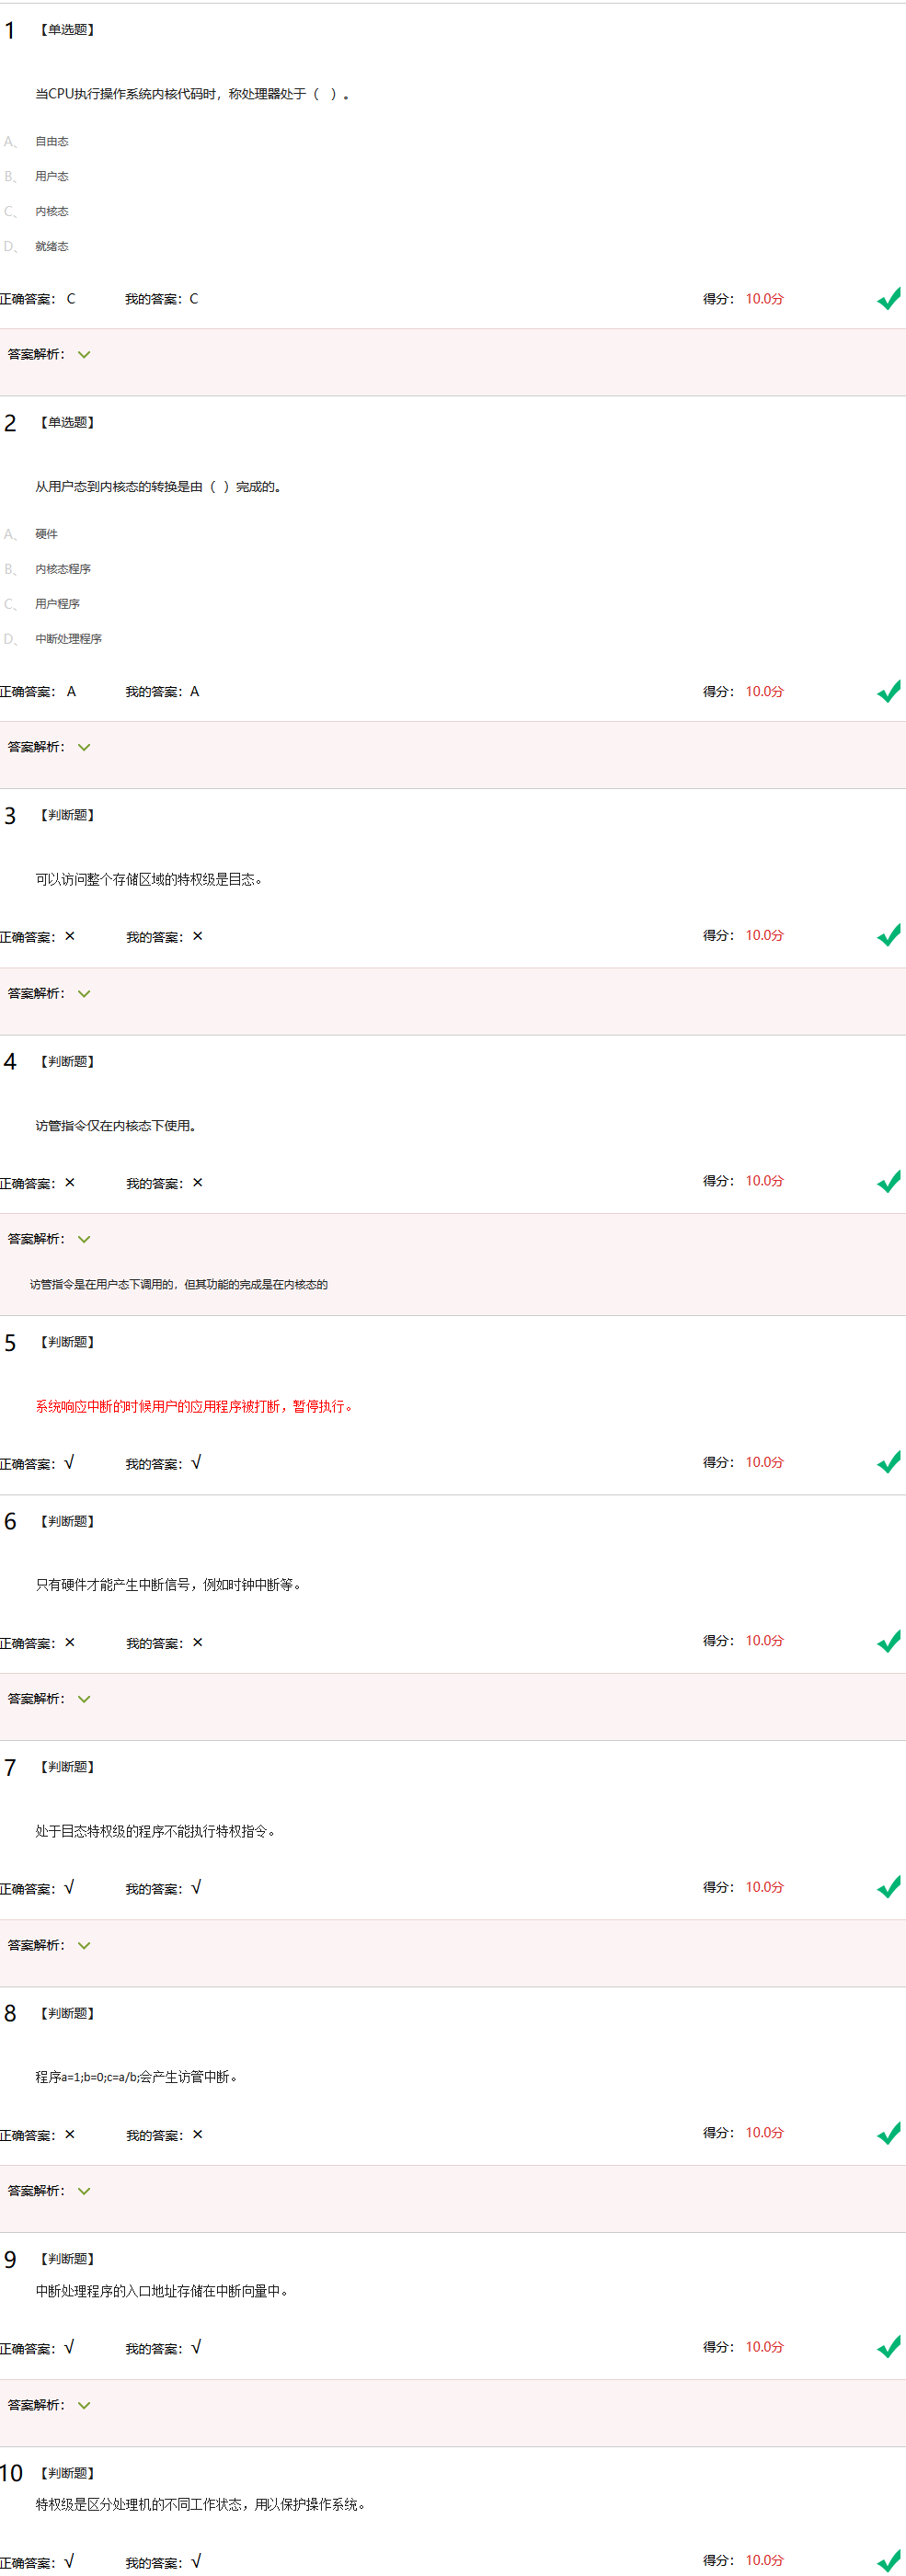 1 【单选题】
当CPU执行操作系统内核代码时，称处理器处于（ ）。
A、 自由态
B、 用户态
C、 内核态
D、 就绪态
正确答案： C 我的答案：C 得分： 10.0分
答案解析：
2 【单选题】
从用户态到内核态的转换是由（ ）完成的。
A、 硬件
B、 内核态程序
C、 用户程序
D、 中断处理程序
正确答案： A 我的答案：A 得分： 10.0分
答案解析：
3 【判断题】
可以访问整个存储区域的特权级是目态。
正确答案：× 我的答案：× 得分： 10.0分
答案解析：
4 【判断题】
访管指令仅在内核态下使用。
正确答案：× 我的答案：× 得分： 10.0分
答案解析：
访管指令是在用户态下调用的，但其功能的完成是在内核态的
5 【判断题】
系统响应中断的时候用户的应用程序被打断，暂停执行。
正确答案：√ 我的答案：√ 得分： 10.0分
6 【判断题】
只有硬件才能产生中断信号，例如时钟中断等。
正确答案：× 我的答案：× 得分： 10.0分
答案解析：
7 【判断题】
处于目态特权级的程序不能执行特权指令。
正确答案：√ 我的答案：√ 得分： 10.0分
答案解析：
8 【判断题】
程序a=1;b=0;c=a/b;会产生访管中断。
正确答案：× 我的答案：× 得分： 10.0分
答案解析：
9 【判断题】
中断处理程序的入口地址存储在中断向量中。
正确答案：√ 我的答案：√ 得分： 10.0分
答案解析：
10 【判断题】
特权级是区分处理机的不同工作状态，用以保护操作系统。
正确答案：√ 我的答案：√ 得分： 10.0分